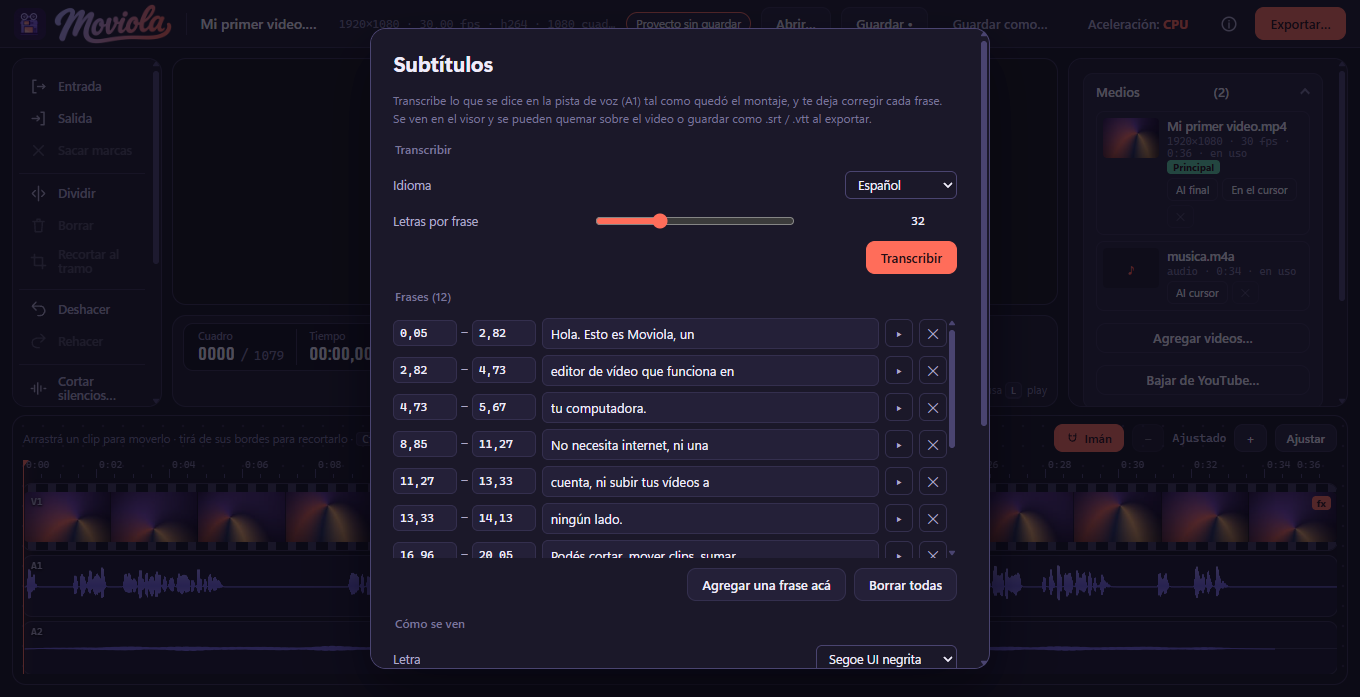 Moviola
Mi primer video....
1920×1080 · 30.00 fps · h264 · 1080 cuad…
Proyecto sin guardar
Abrir...
Guardar •
Guardar como...
Aceleración: CPU
Exportar...
Entrada
Salida
Sacar marcas
Dividir
Borrar
Recortar al
tramo
Deshacer
Rehacer
Cortar
silencios...
Cuadro
0000 / 1079
Tiempo
00:00,00
Subtítulos
Transcribe lo que se dice en la pista de voz (A1) tal como quedó el montaje, y te deja corregir cada frase.
Se ven en el visor y se pueden quemar sobre el video o guardar como .srt / .vtt al exportar.
Transcribir
Idioma
Español
Letras por frase
32
Transcribir
Frases (12)
0,05 – 2,82 Hola. Esto es Moviola, un
2,82 – 4,73 editor de vídeo que funciona en
4,73 – 5,67 tu computadora.
8,85 – 11,27 No necesita internet, ni una
11,27 – 13,33 cuenta, ni subir tus vídeos a
13,33 – 14,13 ningún lado.
16,96 – 20,05 Podés cortar, mover clips, sumar
Agregar una frase acá
Borrar todas
Cómo se ven
Letra
Segoe UI negrita
Medios (2)
Mi primer video.mp4
1920×1080 · 30 fps ·
0:36 · en uso
Principal
Al final
En el cursor
musica.m4a
audio · 0:34 · en uso
Al cursor
Agregar videos...
Bajar de YouTube...
L play
Arrastrá un clip para moverlo · tirá de sus bordes para recortarlo ·
Imán
–
Ajustado
+
Ajustar
0:00 0:02 0:04 0:06 0:08 0:28 0:30 0:32 0:34 0:36
V1
fx
A1
A2